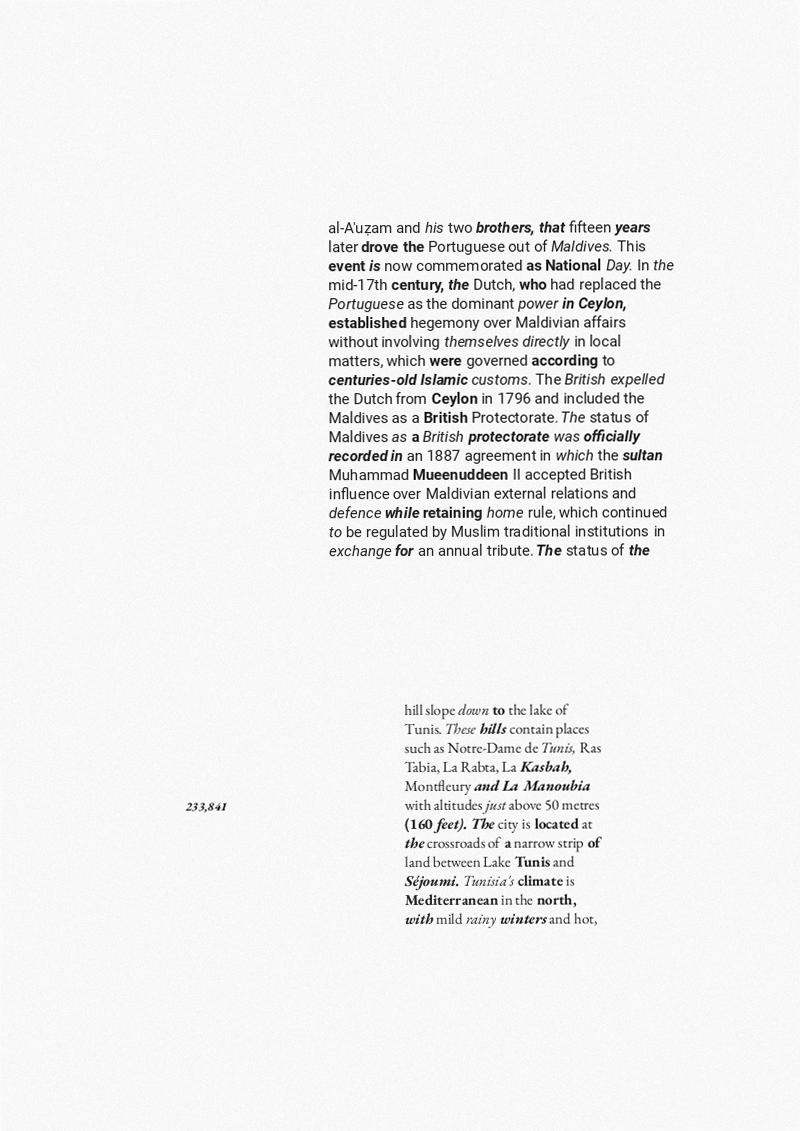 al-A'uẓam and his two brothers, that fifteen years
later drove the Portuguese out of Maldives. This
event is now commemorated as National Day. In the
mid-17th century, the Dutch, who had replaced the
Portuguese as the dominant power in Ceylon,
established hegemony over Maldivian affairs
without involving themselves directly in local
matters, which were governed according to
centuries-old Islamic customs. The British expelled
the Dutch from Ceylon in 1796 and included the
Maldives as a British Protectorate. The status of
Maldives as a British protectorate was officially
recorded in an 1887 agreement in which the sultan
Muhammad Mueenuddeen II accepted British
influence over Maldivian external relations and
defence while retaining home rule, which continued
to be regulated by Muslim traditional institutions in
exchange for an annual tribute. The status of the
hill slope down to the lake of
Tunis. These hills contain places
such as Notre-Dame de Tunis, Ras
Tabia, La Rabta, La Kasbah,
Montfleury and La Manoubia
with altitudes just above 50 metres
(160 feet). The city is located at
the crossroads of a narrow strip of
land between Lake Tunis and
Séjoumi. Tunisia's climate is
Mediterranean in the north,
with mild rainy winters and hot,
233,841